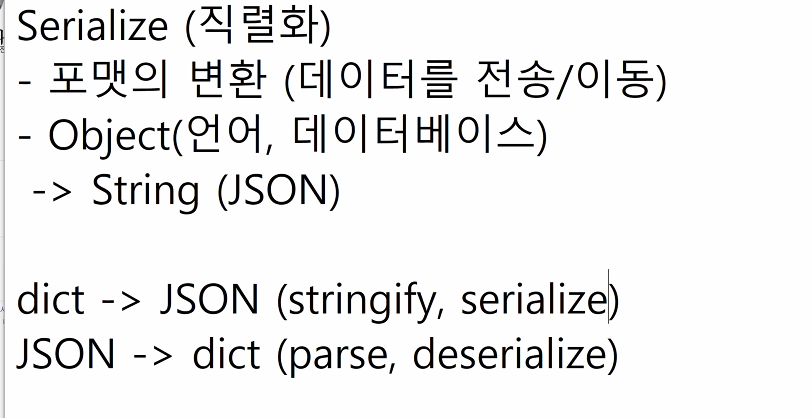 Serialize (직렬화)
- 포맷의 변환 (데이터를 전송/이동)
- Object(언어, 데이터베이스)
-> String (JSON)
dict -> JSON (stringify, serialize)
JSON -> dict (parse, deserialize)